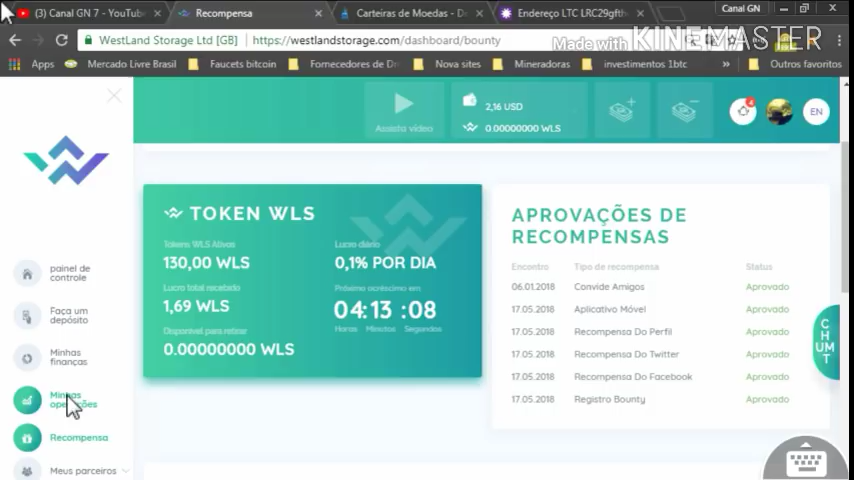 (3) Canal GN 7 - YouTube
Recompensa
Carteiras de Moedas - D
Endereço LTC
Canal GN
WestLand Storage Ltd [GB]
https://westlandstorage.com/dashboard/bounty
Made with KINEMASTER
Apps
Mercado Livre Brasil
Faucets bitcoin
Fornecedores de Dr
Nova sites
Mineradoras
investimentos 1btc
»
Outros favoritos
Assista vídeo
2,16 USD
0.00000000 WLS
4
EN
TOKEN WLS
Tokens WLS Ativos
130,00 WLS
Lucro total recebido
1,69 WLS
Disponível para retirar
0.00000000 WLS
Lucro diário
0,1% POR DIA
Próximo acréscimo em
04:13 :08
Horas Minutos Segundos
APROVAÇÕES DE
RECOMPENSAS
Encontro Tipo de recompensa Status
06.01.2018 Convide Amigos Aprovado
17.05.2018 Aplicativo Móvel Aprovado
17.05.2018 Recompensa Do Perfil Aprovado
17.05.2018 Recompensa Do Twitter Aprovado
17.05.2018 Recompensa Do Facebook Aprovado
17.05.2018 Registro Bounty Aprovado
painel de
controle
Faça um
depósito
Minhas
finanças
Minhas
operações
Recompensa
Meus parceiros
C
H
UM
T